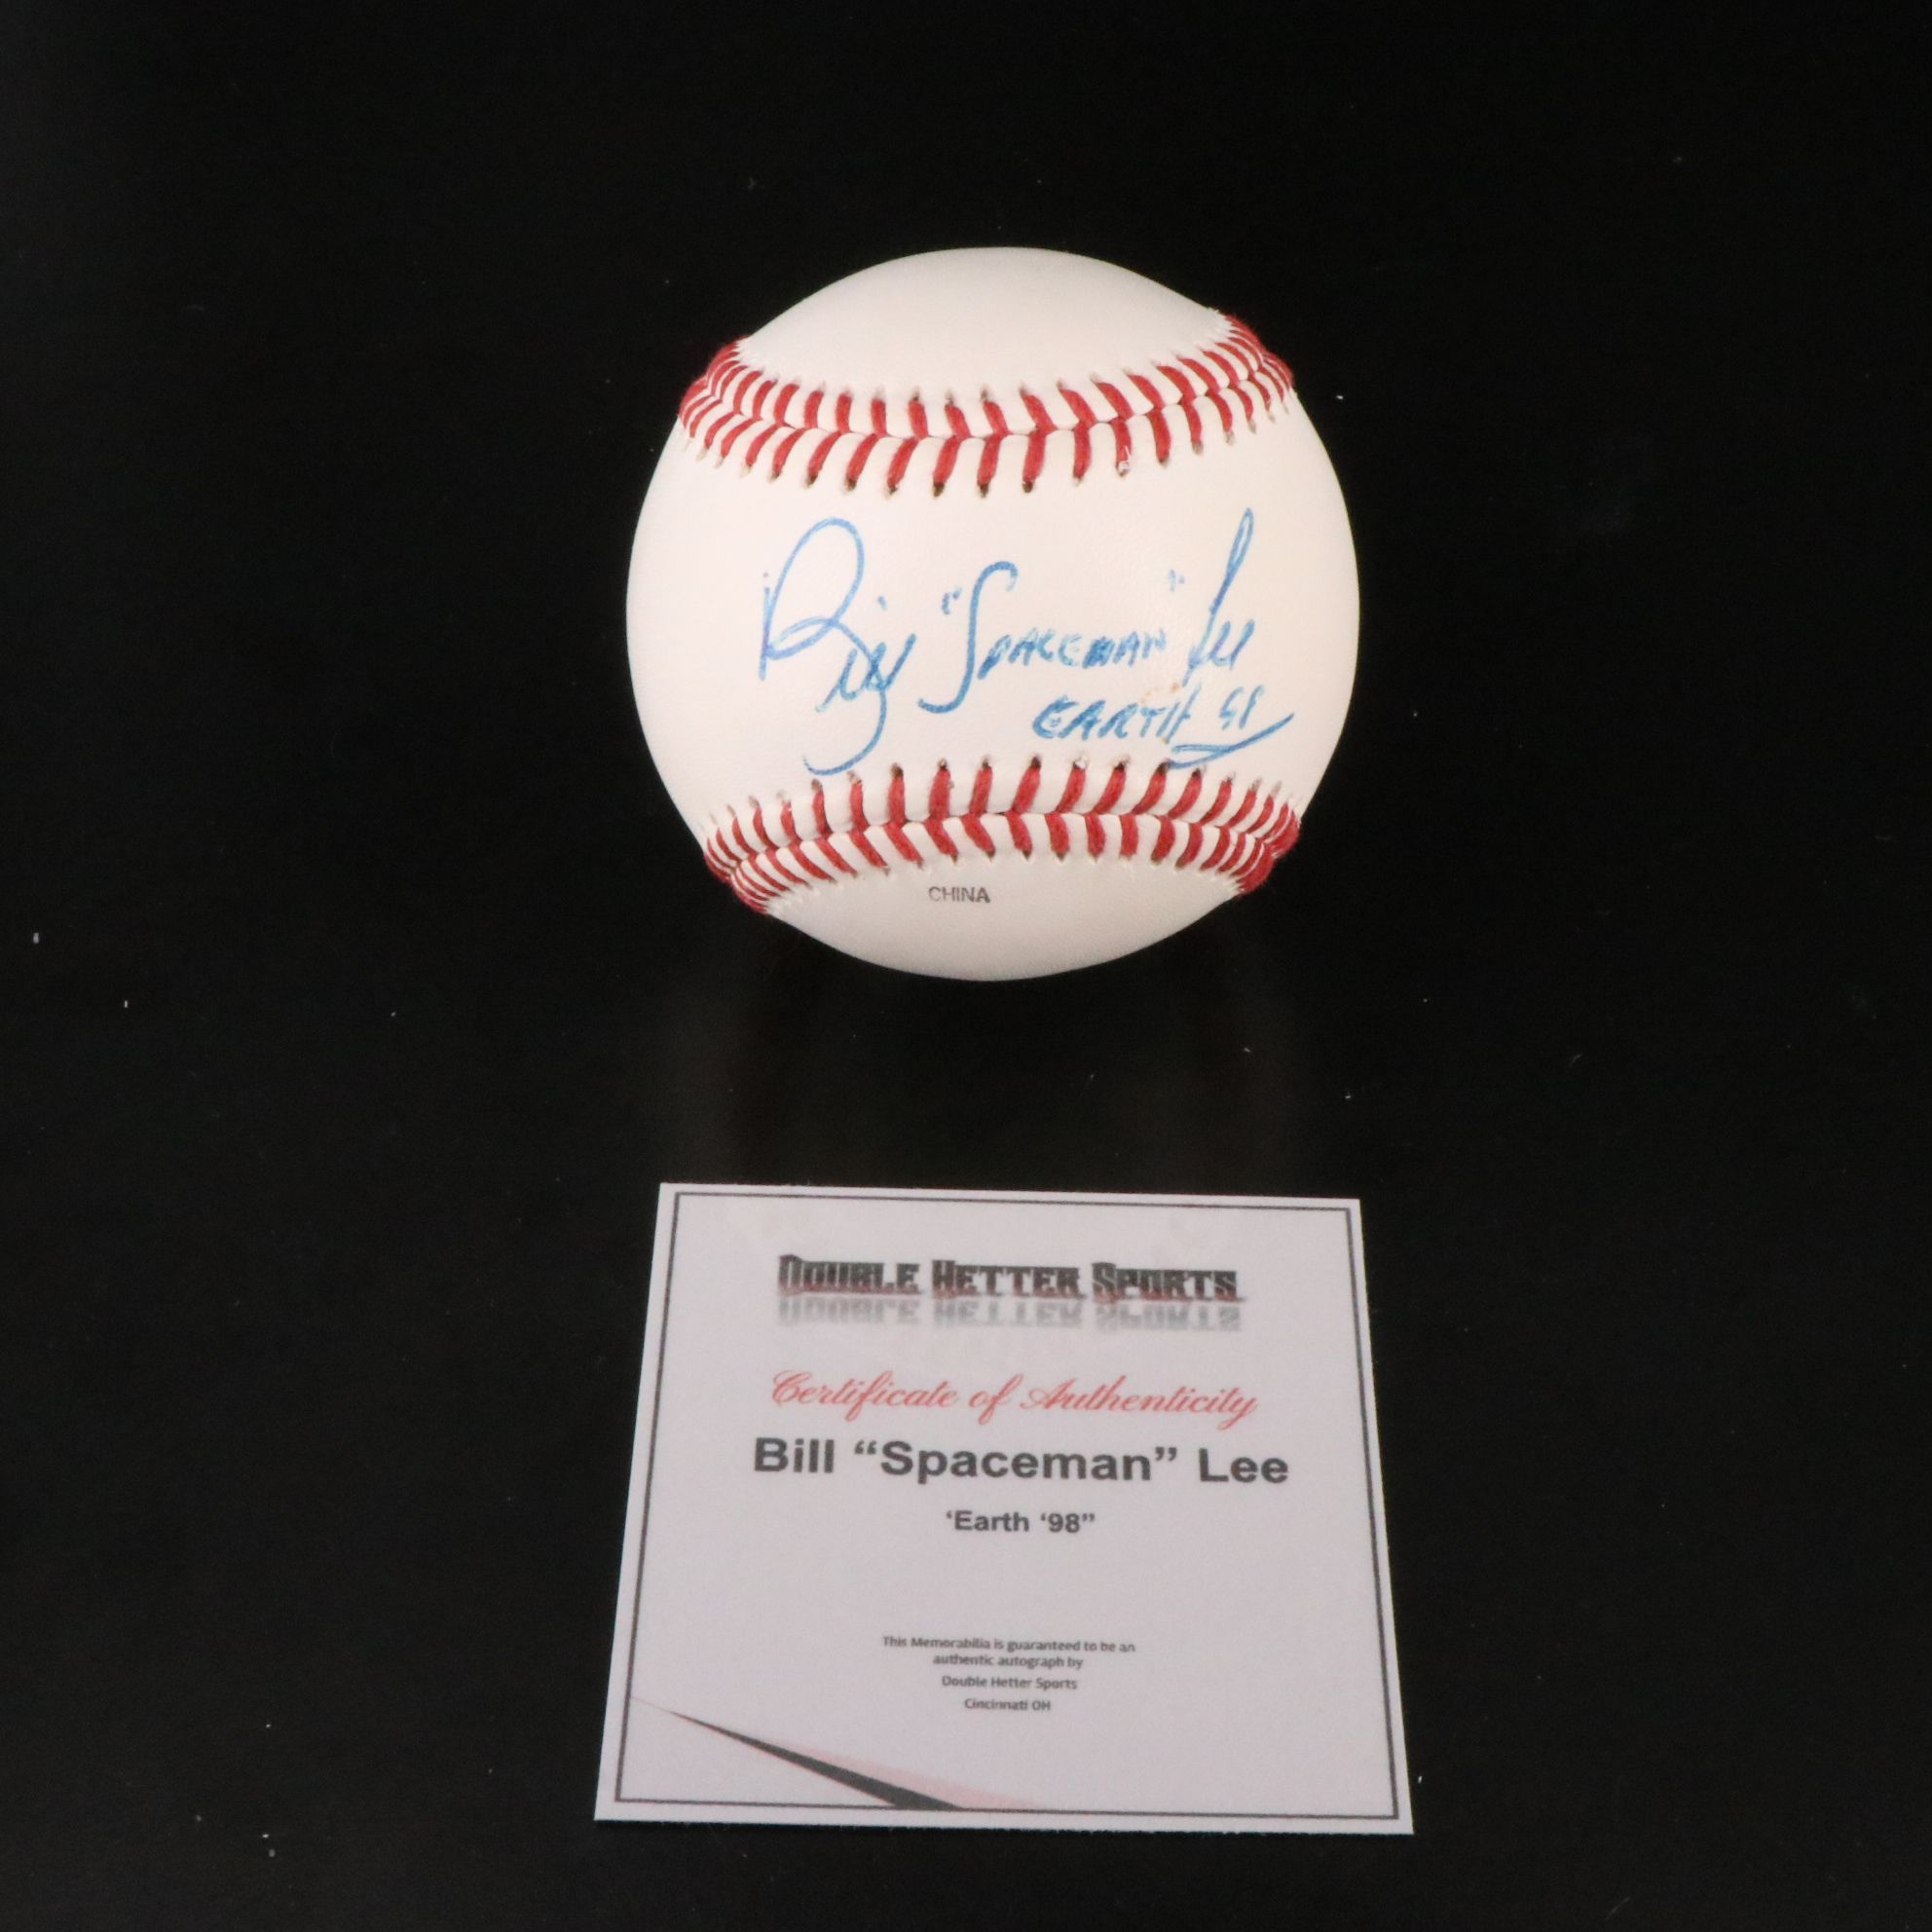 Bill "Spaceman" Lee
EARTH 98
CHINA
DOUBLE HETTER SPORTS
Certificate of Authenticity
Bill “Spaceman” Lee
‘Earth ‘98”
This Memorabilia is guaranteed to be an
authentic autograph by
Double Hetter Sports
Cincinnati OH